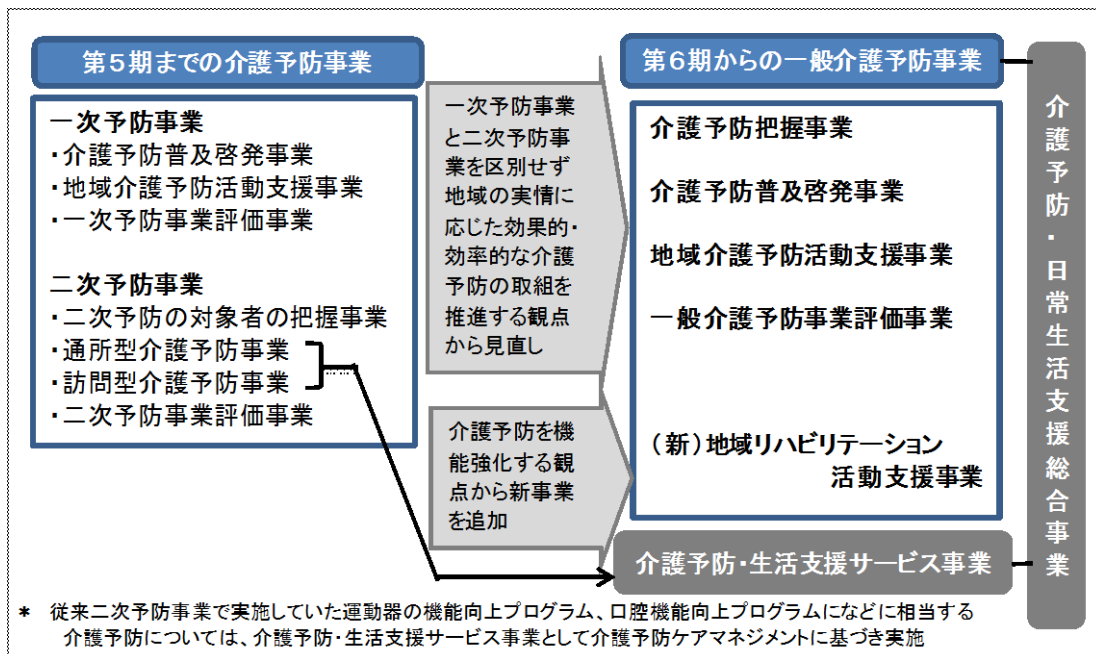 第５期までの介護予防事業
一次予防事業
・介護予防普及啓発事業
・地域介護予防活動支援事業
・一次予防事業評価事業
二次予防事業
・二次予防の対象者の把握事業
・通所型介護予防事業
・訪問型介護予防事業
・二次予防事業評価事業
一次予防事業
と二次予防事
業を区別せず
地域の実情に
応じた効果的・
効率的な介護
予防の取組を
推進する観点
から見直し
介護予防を機
能強化する観
点から新事業
を追加
第６期からの一般介護予防事業
介護予防把握事業
介護予防普及啓発事業
地域介護予防活動支援事業
一般介護予防事業評価事業
（新）地域リハビリテーション
活動支援事業
介護予防・生活支援サービス事業
介護予防・日常生活支援総合事業
＊ 従来二次予防事業で実施していた運動器の機能向上プログラム、口腔機能向上プログラムになどに相当する
介護予防については、介護予防・生活支援サービス事業として介護予防ケアマネジメントに基づき実施